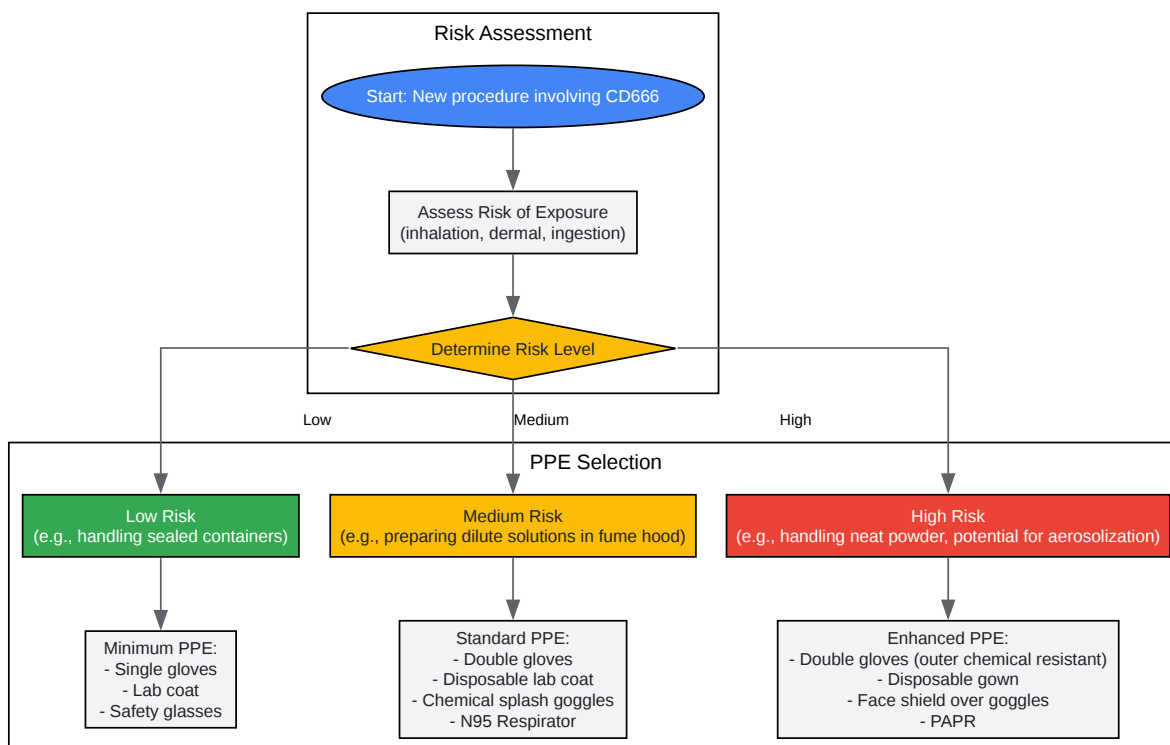 Risk Assessment
Start: New procedure involving CD666
Assess Risk of Exposure
(inhalation, dermal, ingestion)
Determine Risk Level
Low
Medium
High
PPE Selection
Low Risk
(e.g., handling sealed containers)
Medium Risk
(e.g., preparing dilute solutions in fume hood)
High Risk
(e.g., handling neat powder, potential for aerosolization)
Minimum PPE:
- Single gloves
- Lab coat
- Safety glasses
Standard PPE:
- Double gloves
- Disposable lab coat
- Chemical splash goggles
- N95 Respirator
Enhanced PPE:
- Double gloves (outer chemical resistant)
- Disposable gown
- Face shield over goggles
- PAPR